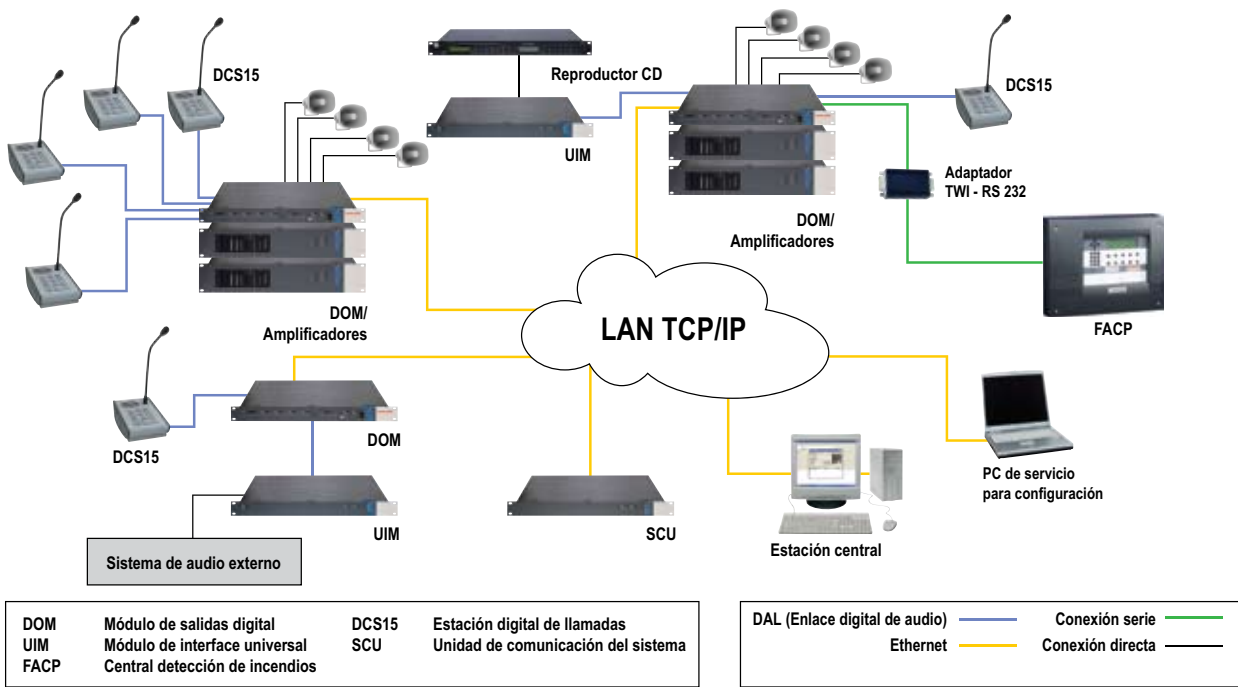 DCS15
Reproductor CD
DCS15
UIM
Adaptador
TWI - RS 232
DOM/
Amplificadores
DOM/
Amplificadores
LAN TCP/IP
FACP
DOM
DCS15
PC de servicio
para configuración
UIM
SCU
Estación central
Sistema de audio externo
DOM Módulo de salidas digital DCS15 Estación digital de llamadas
UIM Módulo de interface universal SCU Unidad de comunicación del sistema
FACP Central detección de incendios
DAL (Enlace digital de audio) Conexión serie
Ethernet Conexión directa